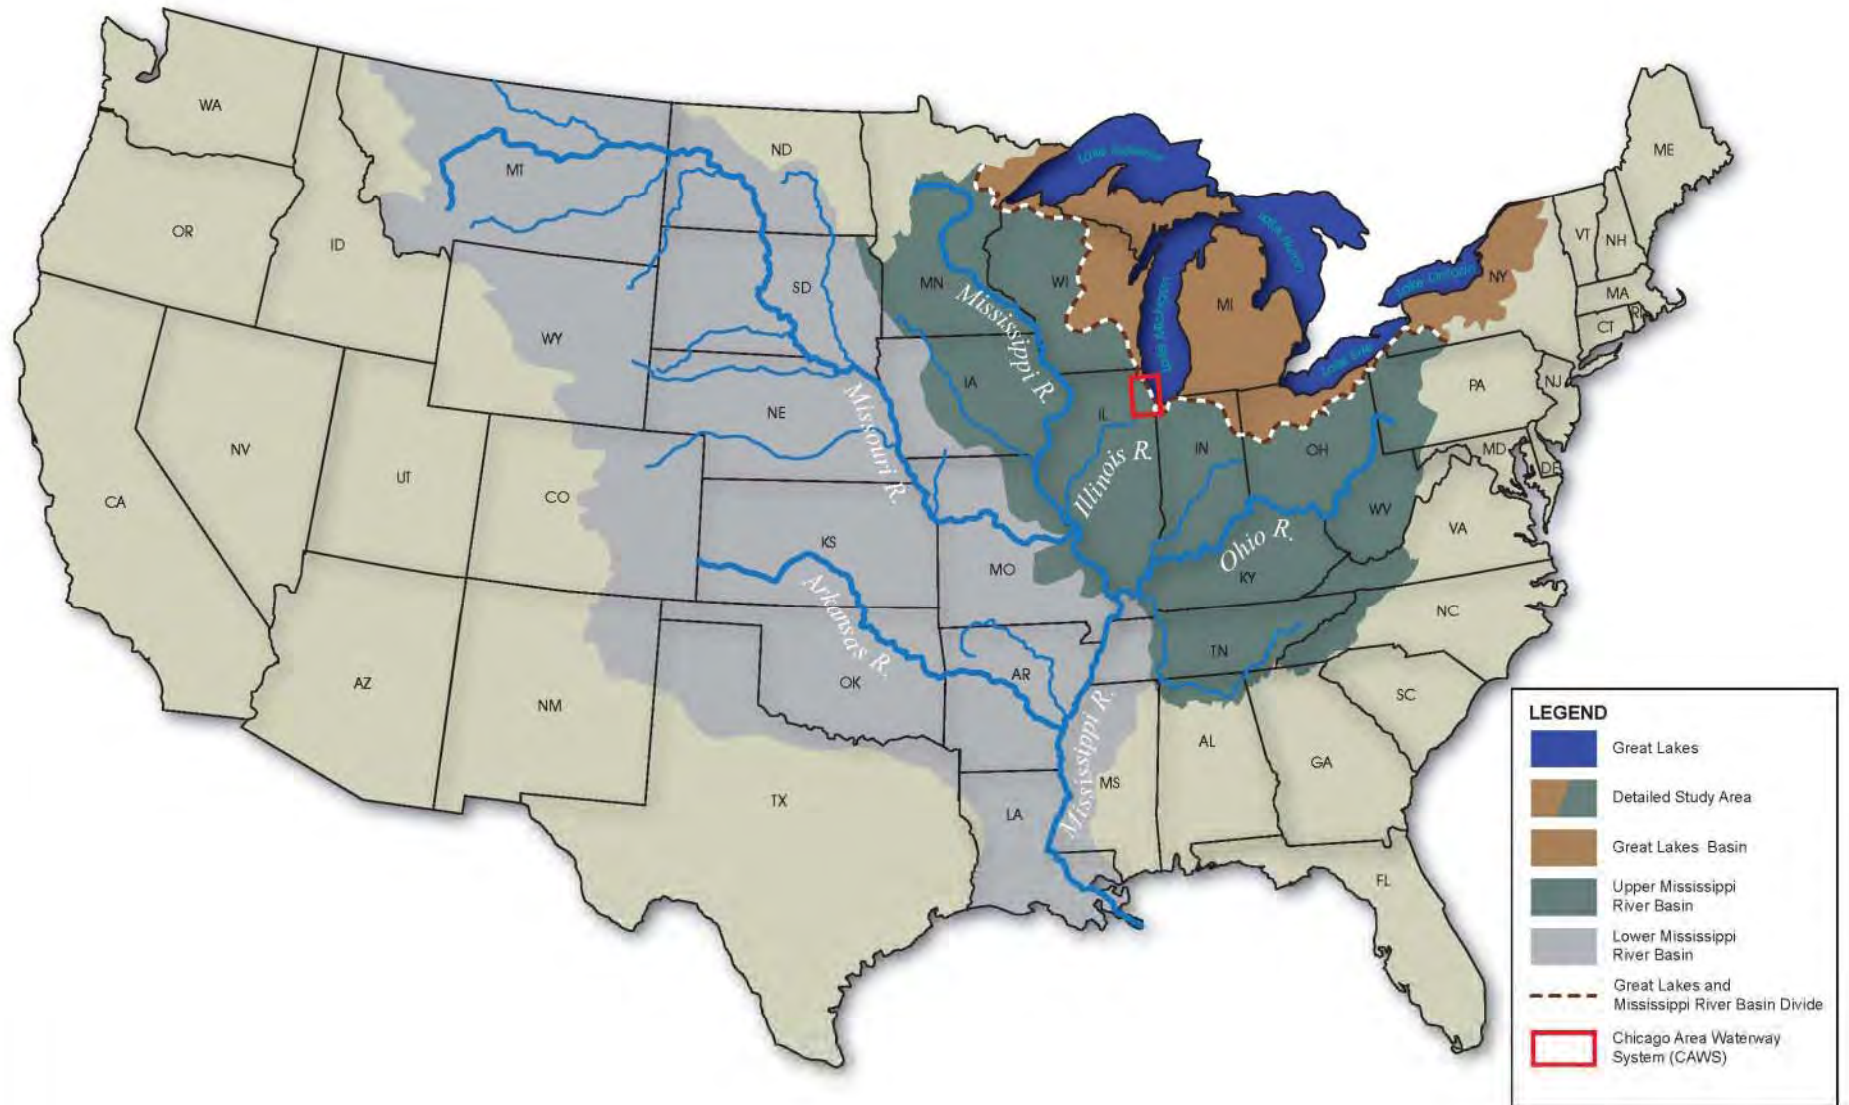 WA
MT
ND
ME
OR
ID
SD
MN
WI
MI
NY
VT
NH
MA
RI
CT
WY
IA
NE
IL
IN
OH
PA
NJ
MD
DE
NV
UT
CO
CA
KS
MO
KY
WV
VA
NC
TN
AZ
NM
OK
AR
SC
TX
LA
MS
AL
GA
FL
Lake Superior
Lake Michigan
Lake Huron
Lake Ontario
Lake Erie
Mississippi R.
Missouri R.
Illinois R.
Ohio R.
Arkansas R.
Mississippi R.
LEGEND
Great Lakes
Detailed Study Area
Great Lakes Basin
Upper Mississippi
River Basin
Lower Mississippi
River Basin
Great Lakes and
Mississippi River Basin Divide
Chicago Area Waterway
System (CAWS)